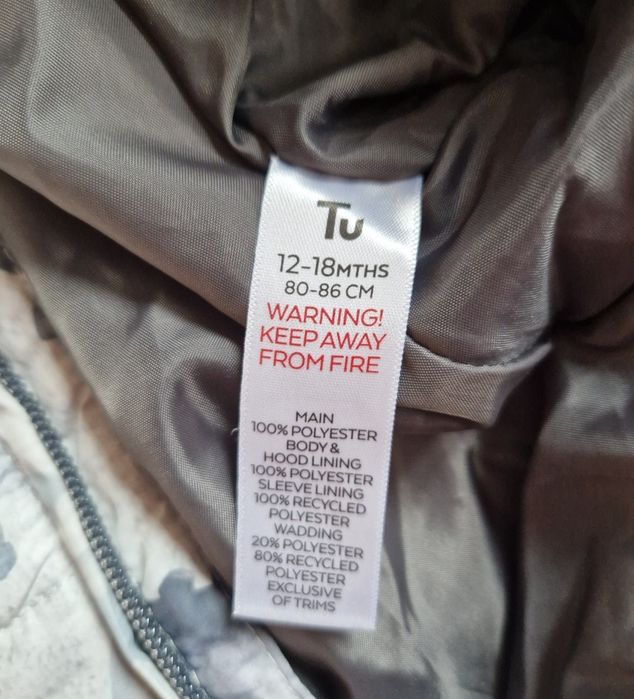 Tu
12-18MTHS
80-86 CM
WARNING!
KEEP AWAY
FROM FIRE
MAIN
100% POLYESTER
BODY &
HOOD LINING
100% POLYESTER
SLEEVE LINING
100% RECYCLED
POLYESTER
WADDING
20% POLYESTER
80% RECYCLED
POLYESTER
EXCLUSIVE
OF TRIMS